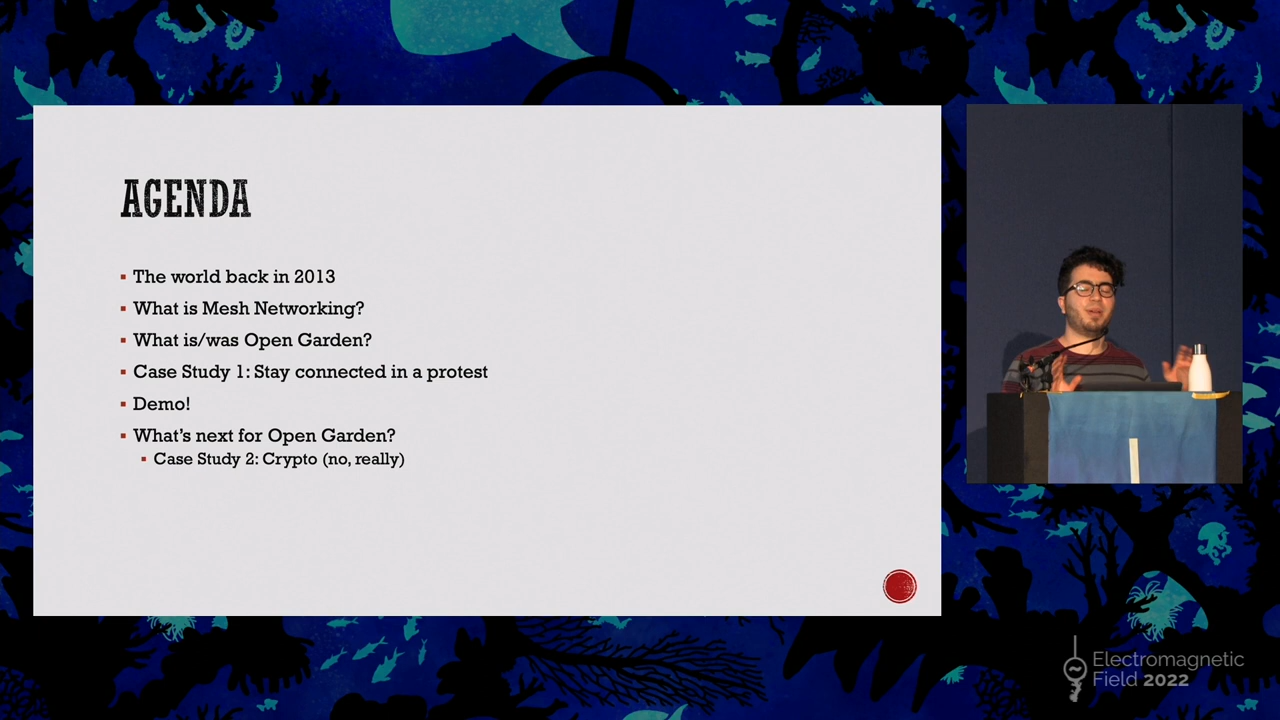 AGENDA
The world back in 2013
What is Mesh Networking?
What is/was Open Garden?
Case Study 1: Stay connected in a protest
Demo!
What's next for Open Garden?
Case Study 2: Crypto (no, really)
Electromagnetic
Field 2022